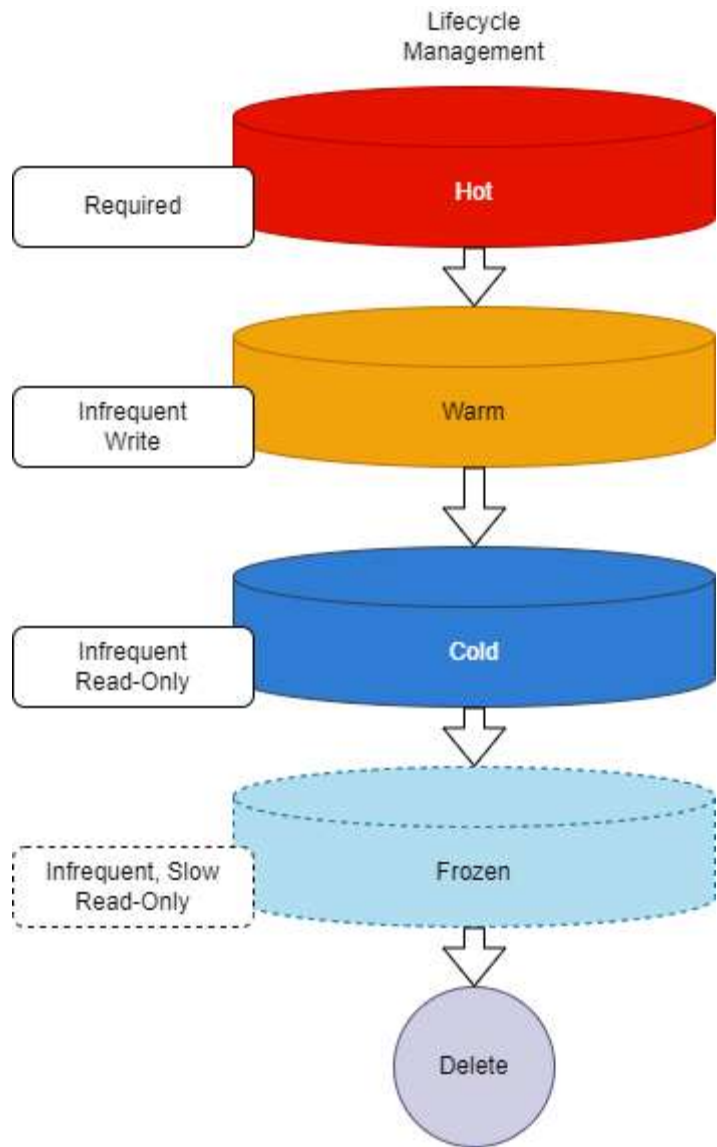 Lifecycle
Management
Hot
Required
Warm
Infrequent
Write
Cold
Infrequent
Read-Only
Frozen
Infrequent, Slow
Read-Only
Delete